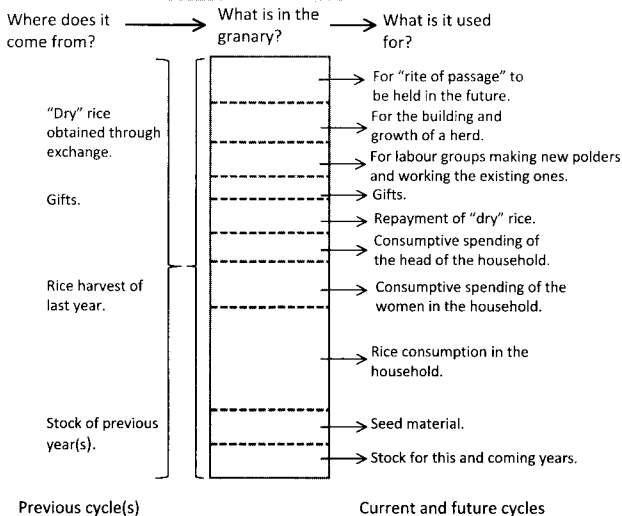 Where does it
come from?
What is in the
granary?
What is it used
for?
"Dry" rice
obtained through
exchange.
Gifts.
Rice harvest of
last year.
Stock of previous
year(s).
For "rite of passage" to
be held in the future.
For the building and
growth of a herd.
For labour groups making new polders
and working the existing ones.
Gifts.
Repayment of "dry" rice.
Consumptive spending of
the head of the household.
Consumptive spending of the
women in the household.
Rice consumption in the
household.
Seed material.
Stock for this and coming years.
Previous cycle(s)
Current and future cycles